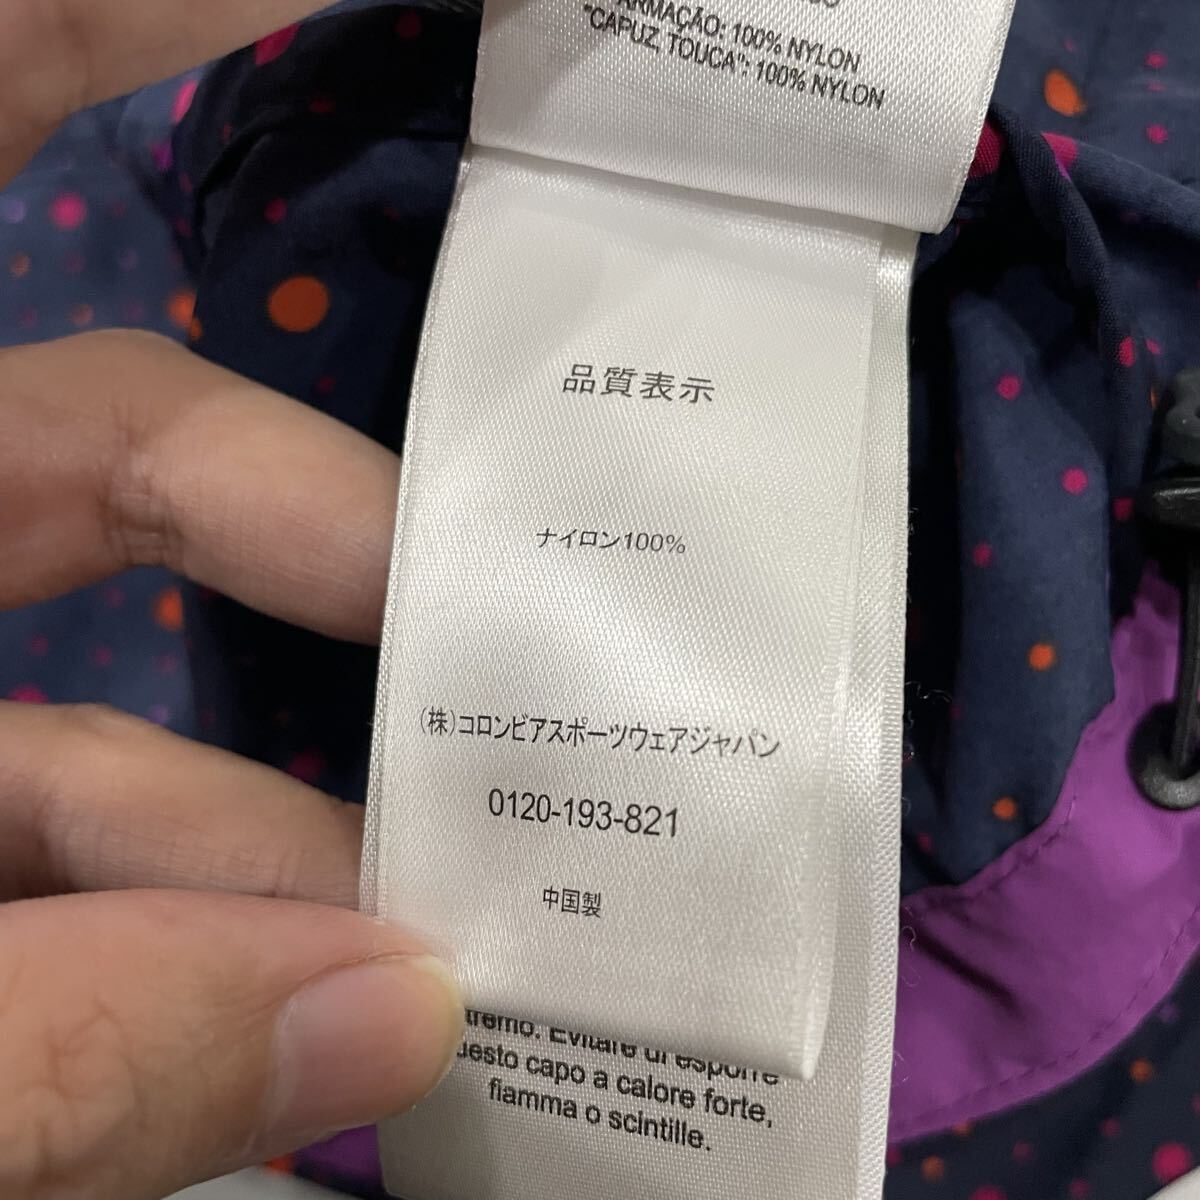 ARMAÇÃO: 100% NYLON
"CAPUZ TOUCA": 100% NYLON
品質表示
ナイロン100%
(株)コロンビアスポーツウェアジャパン
0120-193-821
中国製
tremo. Evitare di esporre
uesto capo a calore forte,
fiamma o scintille.